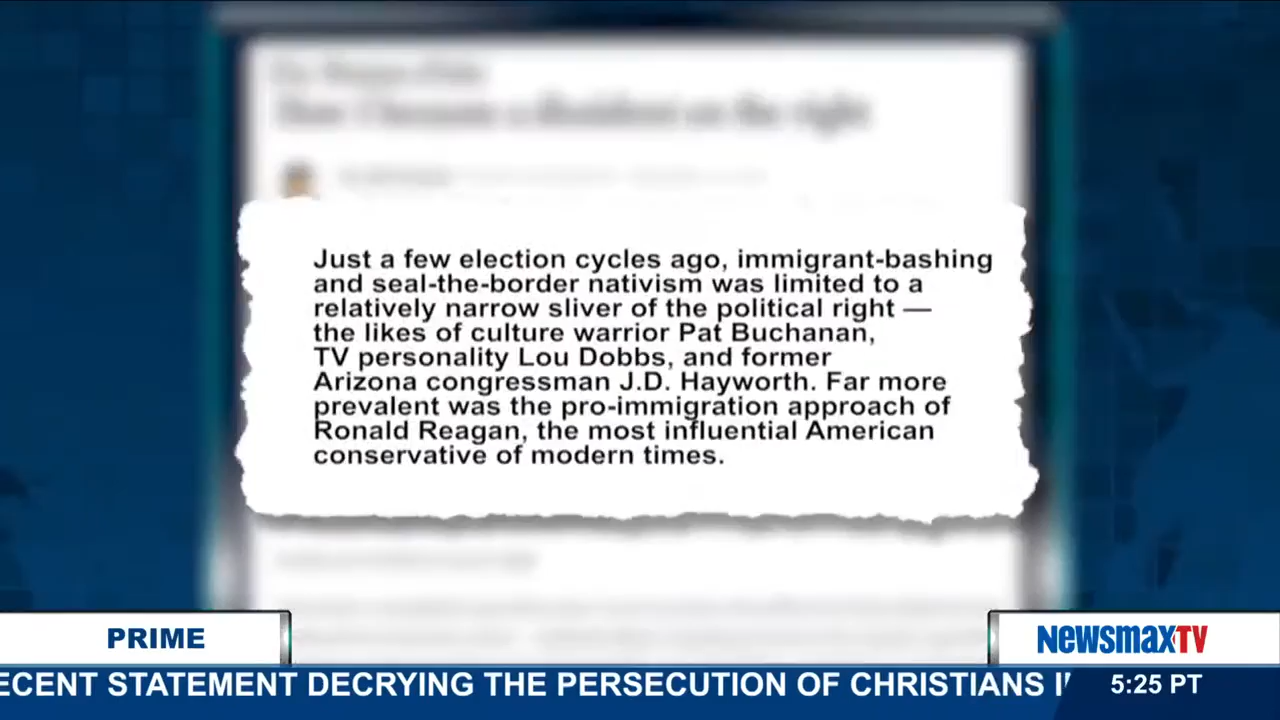 on the right
Just a few election cycles ago, immigrant-bashing
and seal-the-border nativism was limited to a
relatively narrow sliver of the political right —
the likes of culture warrior Pat Buchanan,
TV personality Lou Dobbs, and former
Arizona congressman J.D. Hayworth. Far more
prevalent was the pro-immigration approach of
Ronald Reagan, the most influential American
conservative of modern times.
PRIME
NEWSMAXTV
ECENT STATEMENT DECRYING THE PERSECUTION OF CHRISTIANS
5:25 PT